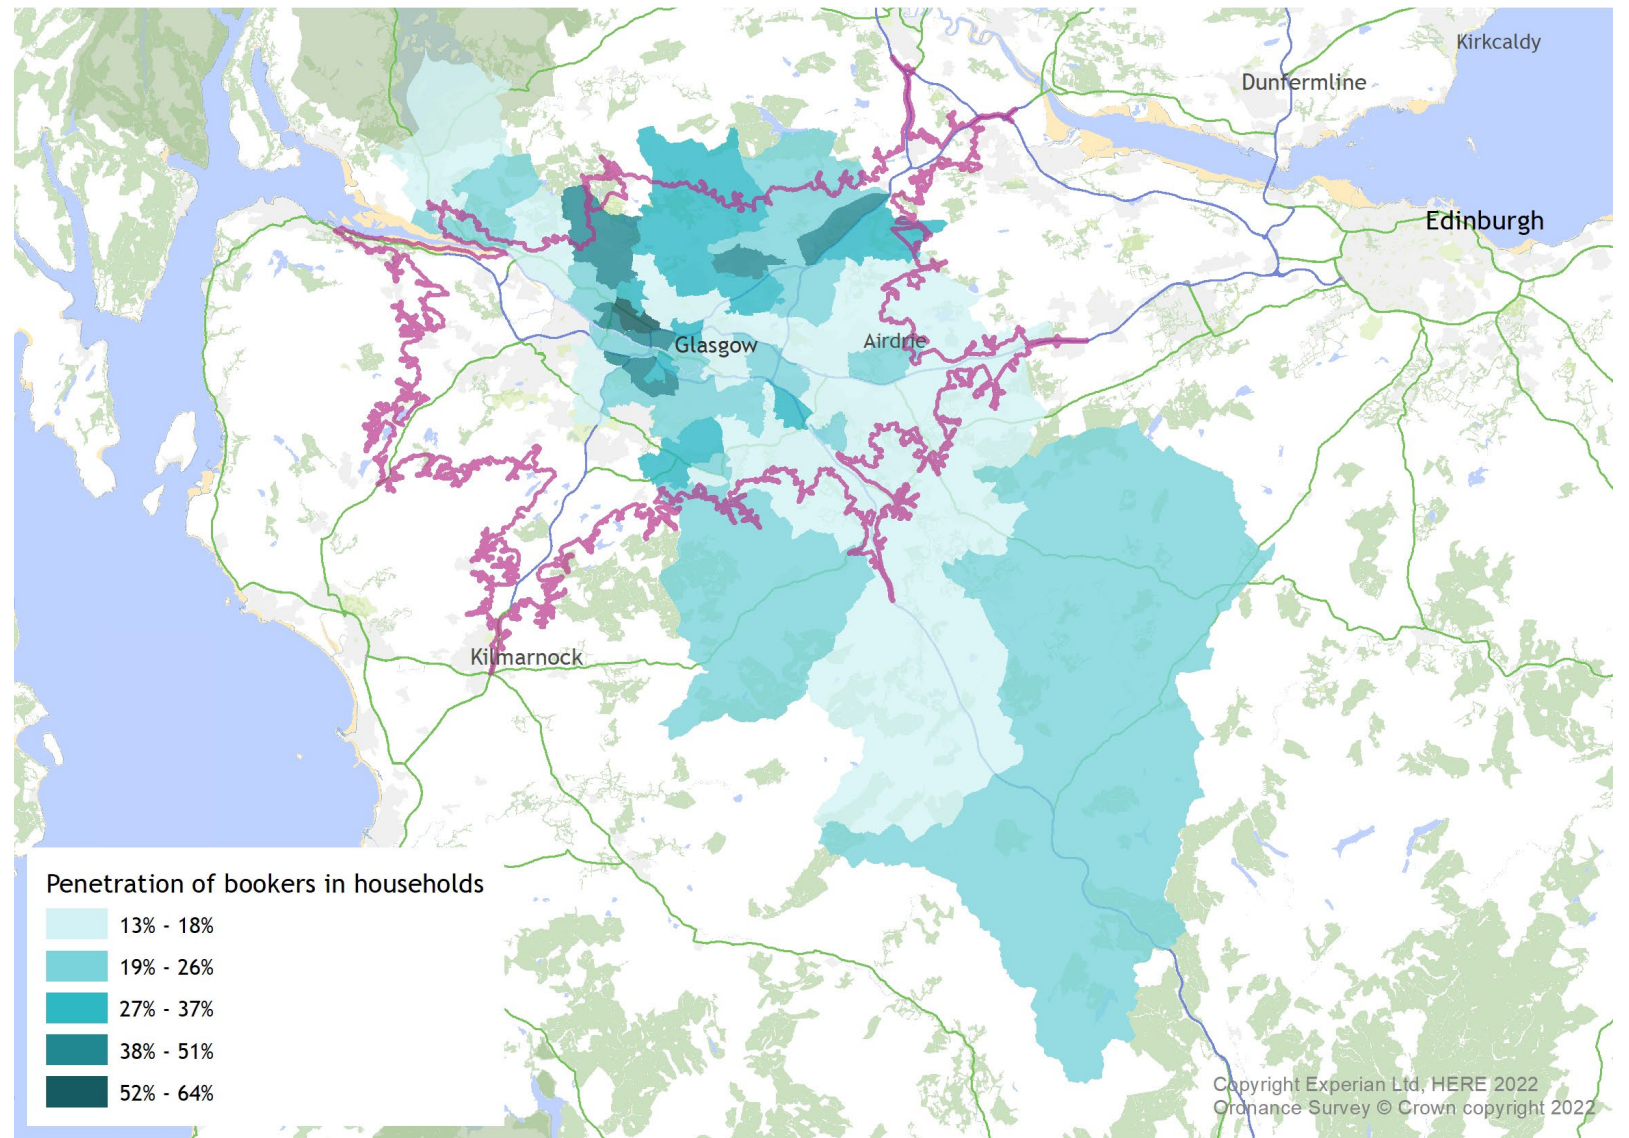 Kirkcaldy
Dunfermline
Edinburgh
Glasgow
Airdrie
Kilmarnock
Penetration of bookers in households
13% - 18%
19% - 26%
27% - 37%
38% - 51%
52% - 64%
Copyright Experian Ltd, HERE 2022
Ordnance Survey © Crown copyright 2022